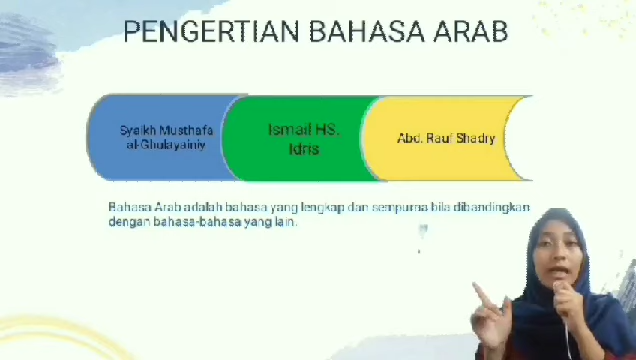 PENGERTIAN BAHASA ARAB
Syaikh Musthafa
al-Ghulayainiy
Ismail HS.
Idris
Abd. Rauf Shadry
Bahasa Arab adalah bahasa yang lengkap dan sempurna bila dibandingkan
dengan bahasa-bahasa yang lain.